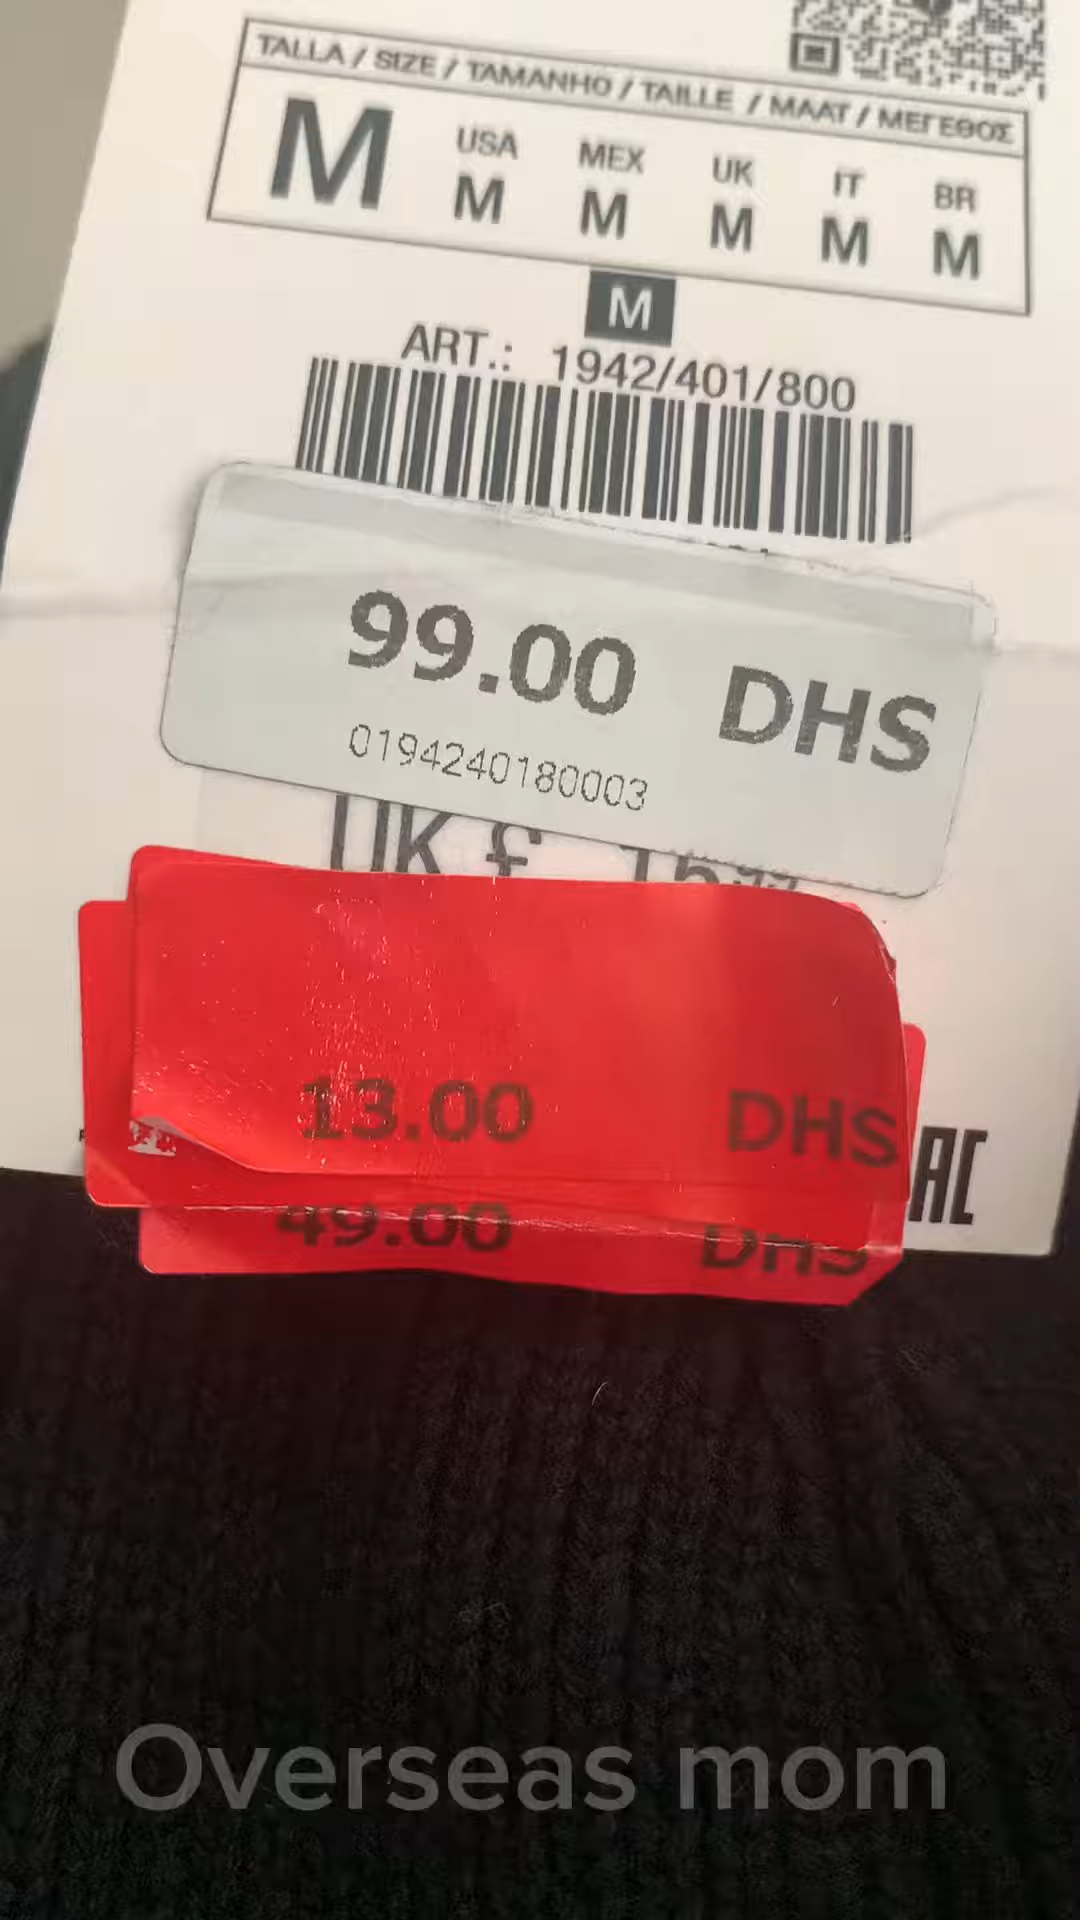 TALLA / SIZE / TAMANHO / TAILLE / MAAT / ΜΕΓΕΘΟΣ
M USA MEX UK IT BR
M M M M M
M
ART.: 1942/401/800
99.00 DHS
0194240180003
UK £
13.00 DHS
49.00 DHS
Overseas mom